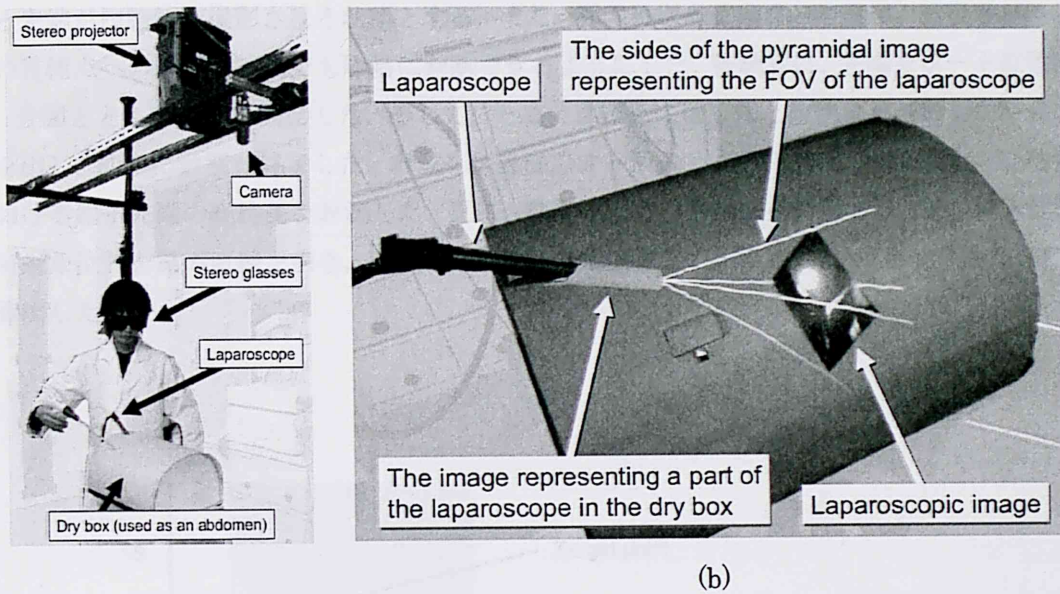 Stereo projector
Camera
Stereo glasses
Laparoscope
Dry box (used as an abdomen)
Laparoscope
The sides of the pyramidal image
representing the FOV of the laparoscope
The image representing a part of
the laparoscope in the dry box
Laparoscopic image
(b)